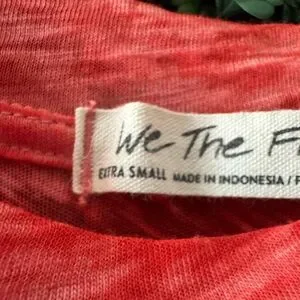 We The
EXTRA SMALL MADE IN INDONESIA /